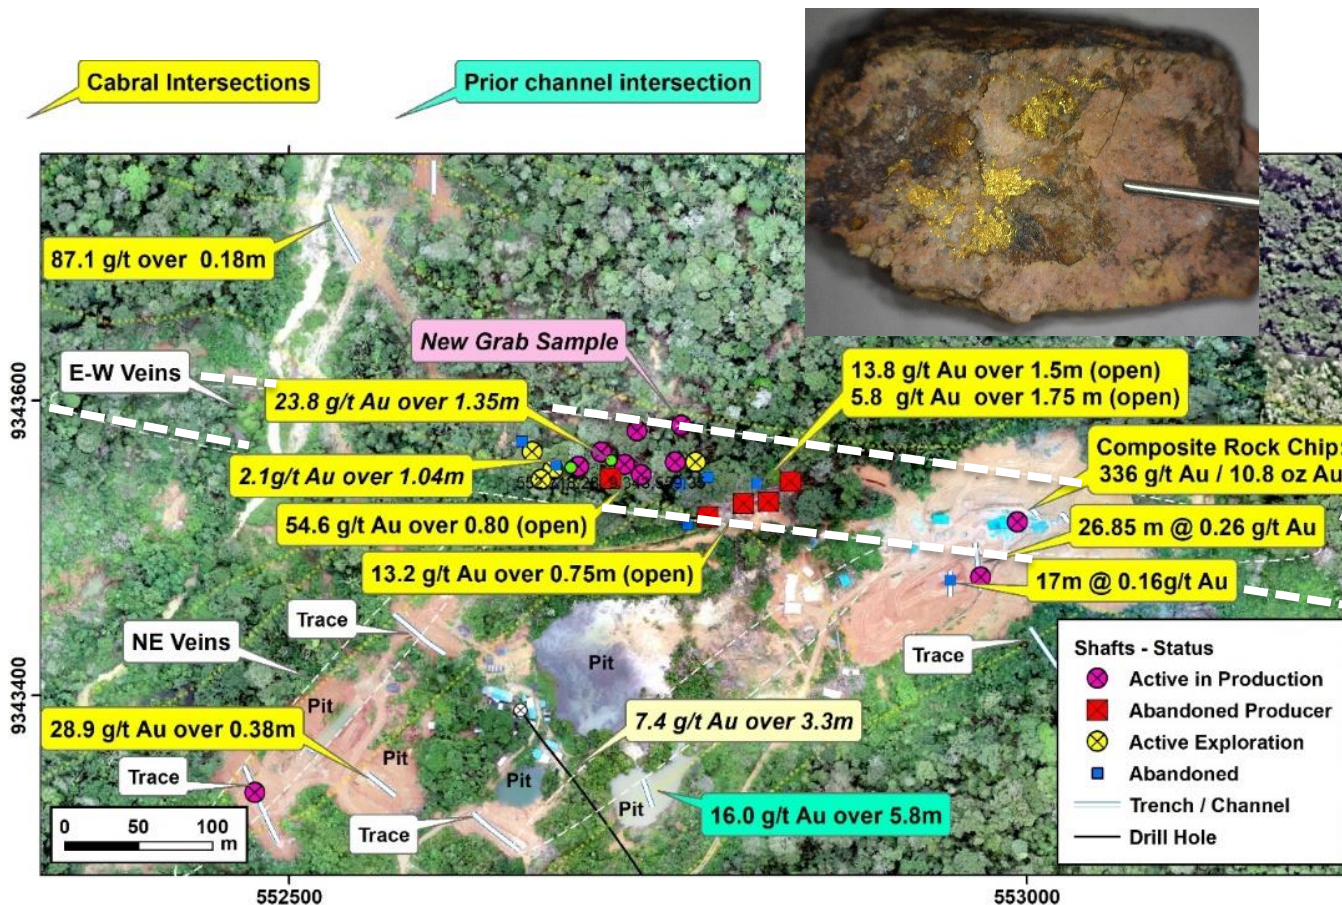 Cabral Intersections
Prior channel intersection
87.1 g/t over 0.18m
New Grab Sample
E-W Veins
13.8 g/t Au over 1.5m (open)
5.8 g/t Au over 1.75 m (open)
23.8 g/t Au over 1.35m
9343600
Composite Rock Chip:
336 g/t Au / 10.8 oz Au
2.1g/t Au over 1.04m
54.6 g/t Au over 0.80 (open)
26.85 m @ 0.26 g/t Au
13.2 g/t Au over 0.75m (open)
17m @ 0.16g/t Au
Trace
NE Veins
Trace
Pit
Shafts - Status
Active in Production
Abandoned Producer
Active Exploration
Abandoned
Trench / Channel
Drill Hole
9343400
Pit
28.9 g/t Au over 0.38m
7.4 g/t Au over 3.3m
Pit
Trace
Pit
Pit
16.0 g/t Au over 5.8m
Trace
0 50 100
m
552500
553000